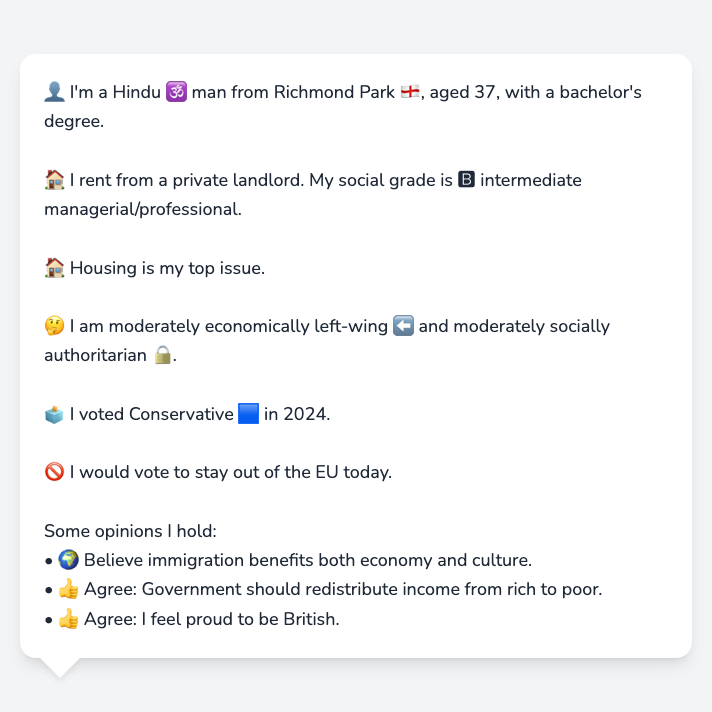 👤 I'm a Hindu 🕉️ man from Richmond Park 🏴󠁧󠁢󠁥󠁮󠁧󠁿, aged 37, with a bachelor's
degree.
🏠 I rent from a private landlord. My social grade is 🅱 intermediate
managerial/professional.
🏠 Housing is my top issue.
🤔 I am moderately economically left-wing ⬅️ and moderately socially
authoritarian 🔒.
🗳️ I voted Conservative 🟦 in 2024.
🚫 I would vote to stay out of the EU today.
Some opinions I hold:
• 🌍 Believe immigration benefits both economy and culture.
• 👍 Agree: Government should redistribute income from rich to poor.
• 👍 Agree: I feel proud to be British.